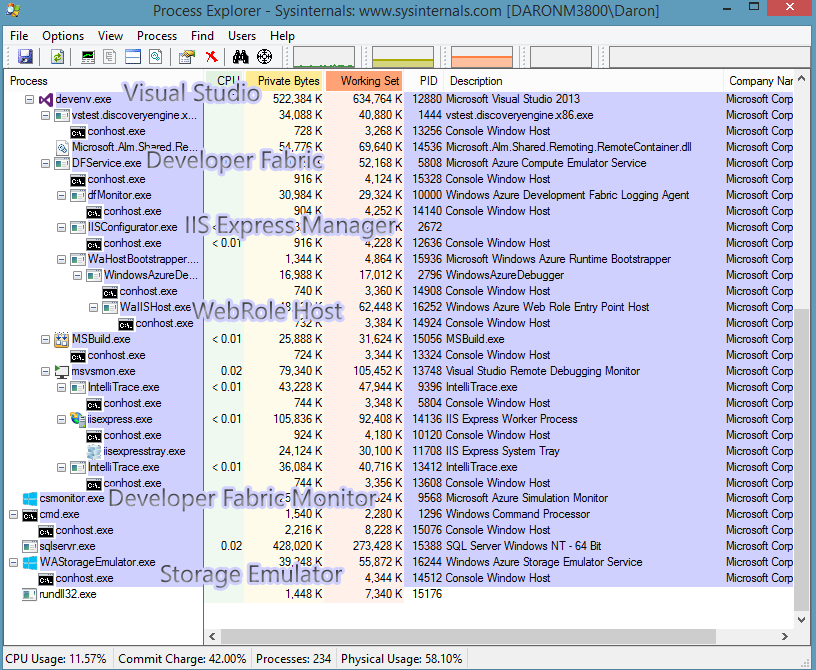 Process Explorer - Sysinternals: www.sysinternals.com [DARONM3800\Daron]
File Options View Process Find Users Help
Process CPU Private Bytes Working Set PID Description Company Nar
devenv.exe Visual Studio 522,384 K 634,764 K 12880 Microsoft Visual Studio 2013 Microsoft Corp
vstest.discoveryengine.x... 34,088 K 40,880 K 1444 vstest.discoveryengine.x86.exe Microsoft Corp
conhost.exe 728 K 3,268 K 13256 Console Window Host Microsoft Corp
Microsoft.Alm.Shared.Re... 54,776 K 69,640 K 14536 Microsoft.Alm.Shared.Remoting.RemoteContainer.dll Microsoft Corp
DFService.exe Developer Fabric 52,168 K 5808 Microsoft Azure Compute Emulator Service Microsoft Corp
conhost.exe 916 K 4,124 K 15328 Console Window Host Microsoft Corp
dfMonitor.exe 30,984 K 29,324 K 10000 Windows Azure Development Fabric Logging Agent Microsoft Corp
conhost.exe 904 K 4,252 K 14140 Console Window Host Microsoft Corp
IISConfigurator.exe IIS Express Manager K 2672 Microsoft Corp
conhost.exe < 0.01 916 K 4,228 K 12636 Console Window Host Microsoft Corp
WaHostBootstrapper.... 1,344 K 4,864 K 15936 Microsoft Windows Azure Runtime Bootstrapper Microsoft Corp
WindowsAzureDe... 16,988 K 17,012 K 2796 WindowsAzureDebugger Microsoft Corp
conhost.exe 740 K 3,360 K 14908 Console Window Host Microsoft Corp
WaIISHost.exe WebRole Host 62,448 K 16252 Windows Azure Web Role Entry Point Host Microsoft Corp
conhost.exe 732 K 3,384 K 14924 Console Window Host Microsoft Corp
MSBuild.exe < 0.01 25,888 K 31,624 K 15056 MSBuild.exe Microsoft Corp
conhost.exe 724 K 3,344 K 13324 Console Window Host Microsoft Corp
msvsmon.exe 0.02 79,340 K 105,452 K 13748 Visual Studio Remote Debugging Monitor Microsoft Corp
IntelliTrace.exe < 0.01 43,228 K 47,944 K 9396 IntelliTrace.exe Microsoft Corp
conhost.exe 744 K 3,348 K 5804 Console Window Host Microsoft Corp
iisexpress.exe < 0.01 105,836 K 92,408 K 14136 IIS Express Worker Process Microsoft Corp
conhost.exe 924 K 4,180 K 10120 Console Window Host Microsoft Corp
iisexpresstray.exe 24,124 K 30,100 K 11708 IIS Express System Tray Microsoft Corp
IntelliTrace.exe < 0.01 36,084 K 40,716 K 13412 IntelliTrace.exe Microsoft Corp
conhost.exe 744 K 3,356 K 13608 Console Window Host Microsoft Corp
csmonitor.exe Developer Fabric Monitor 524 K 9568 Microsoft Azure Simulation Monitor Microsoft Corp
cmd.exe 1,540 K 2,280 K 1296 Windows Command Processor Microsoft Corp
conhost.exe 2,216 K 8,228 K 15076 Console Window Host Microsoft Corp
sqlservr.exe 0.02 428,020 K 273,428 K 15388 SQL Server Windows NT - 64 Bit Microsoft Corp
WAStorageEmulator.exe 39,248 K 55,872 K 16244 Windows Azure Storage Emulator Service Microsoft Corp
conhost.exe Storage Emulator 4,344 K 14512 Console Window Host Microsoft Corp
rundll32.exe 1,448 K 7,340 K 15176
CPU Usage: 11.57% Commit Charge: 42.00% Processes: 234 Physical Usage: 58.10%